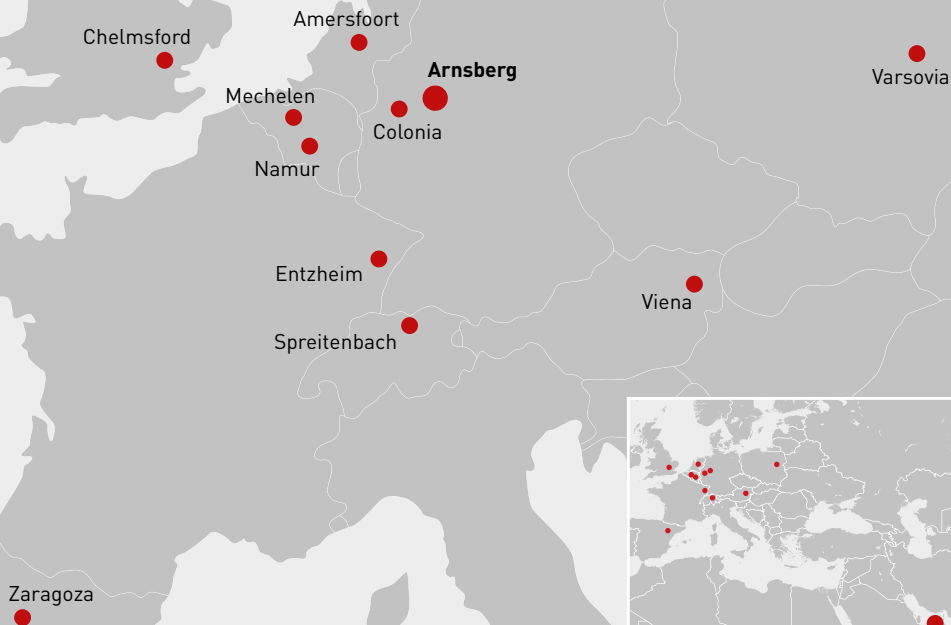 Amersfoort
Chelmsford
Arnsberg
Varsovia
Mechelen
Colonia
Namur
Entzheim
Viena
Spreitenbach
Zaragoza